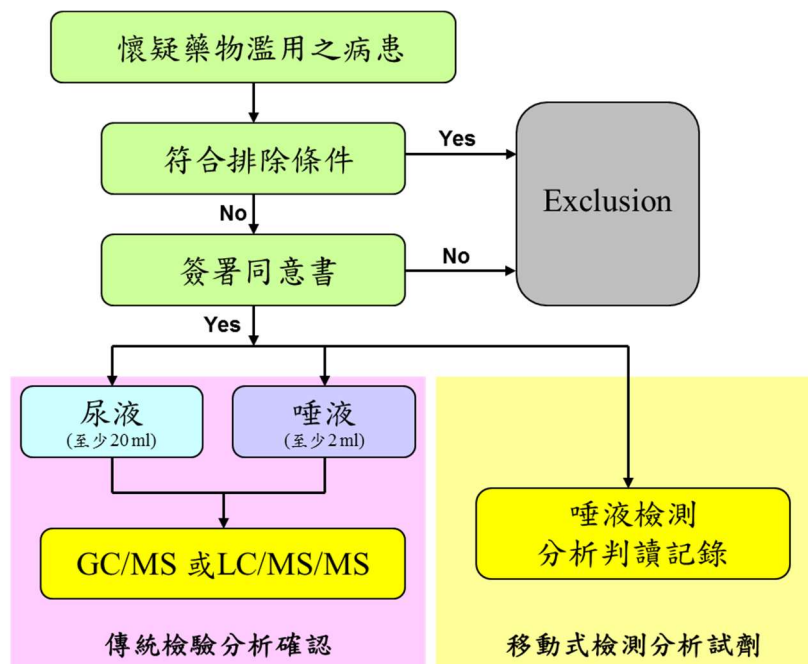 懷疑藥物濫用之病患
符合排除條件
Yes
Exclusion
No
簽署同意書
No
Yes
尿液
(至少20ml)
唾液
(至少2ml)
GC/MS 或LC/MS/MS
傳統檢驗分析確認
唾液檢測
分析判讀記錄
移動式檢測分析試劑